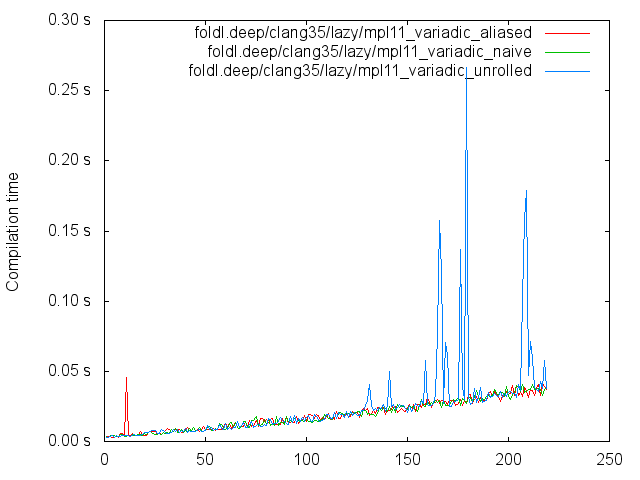 0.30 s
foldl.deep/clang35/lazy/mpl11_variadic_aliased
foldl.deep/clang35/lazy/mpl11_variadic_naive
foldl.deep/clang35/lazy/mpl11_variadic_unrolled
0.25 s
0.20 s
Compilation time
0.15 s
0.10 s
0.05 s
0.00 s
0 50 100 150 200 250